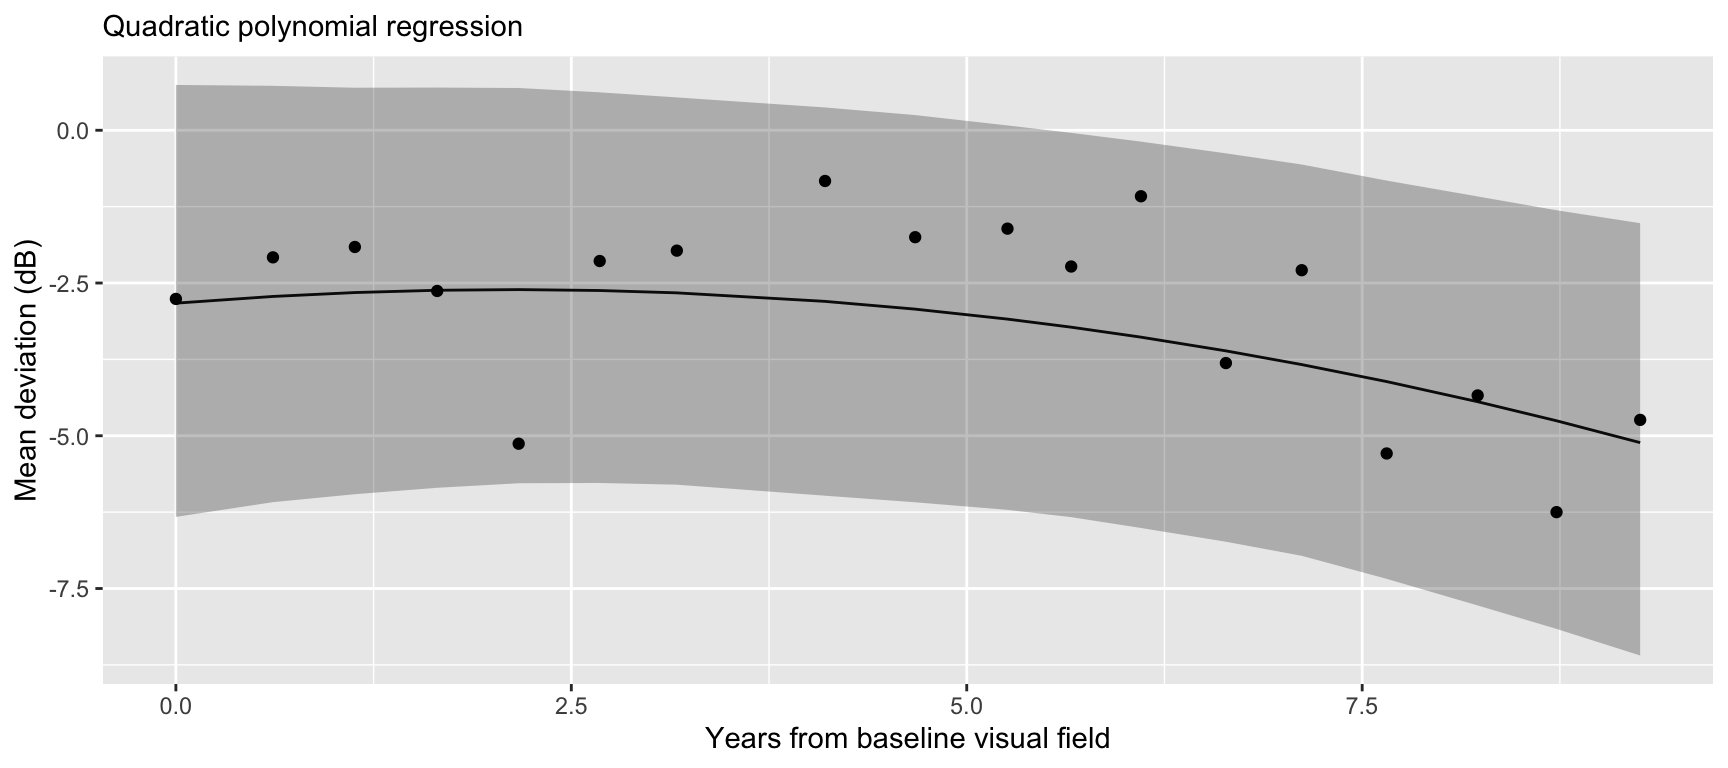 Quadratic polynomial regression
0.0
-2.5
-5.0
-7.5
Mean deviation (dB)
0.0 2.5 5.0 7.5
Years from baseline visual field